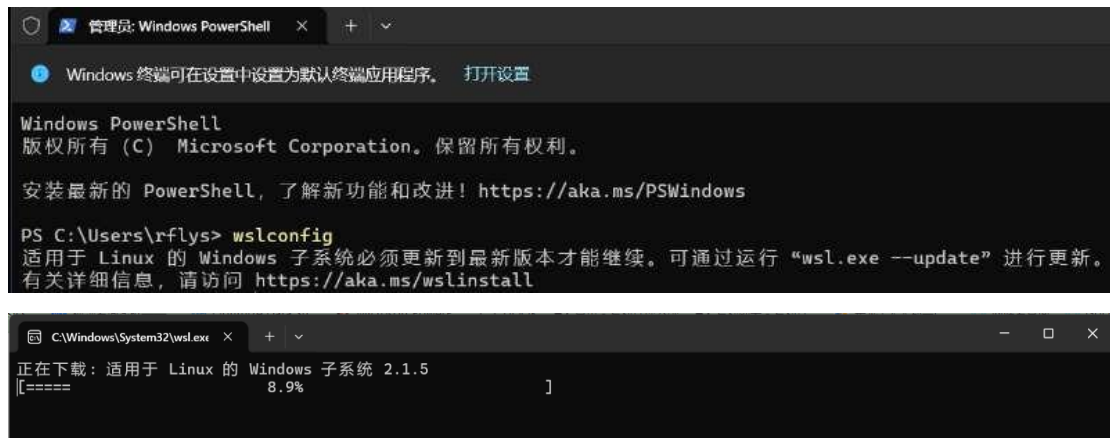 管理员: Windows PowerShell
Windows 终端可在设置中设置为默认终端应用程序。 打开设置
Windows PowerShell
版权所有 (C) Microsoft Corporation。保留所有权利。
安装最新的 PowerShell，了解新功能和改进！https://aka.ms/PSWindows
PS C:\Users\rflys> wslconfig
适用于 Linux 的 Windows 子系统必须更新到最新版本才能继续。可通过运行 “wsl.exe --update” 进行更新。
有关详细信息，请访问 https://aka.ms/wslinstall
C:\Windows\System32\wsl.exe
正在下载: 适用于 Linux 的 Windows 子系统 2.1.5
[===== 8.9% ]